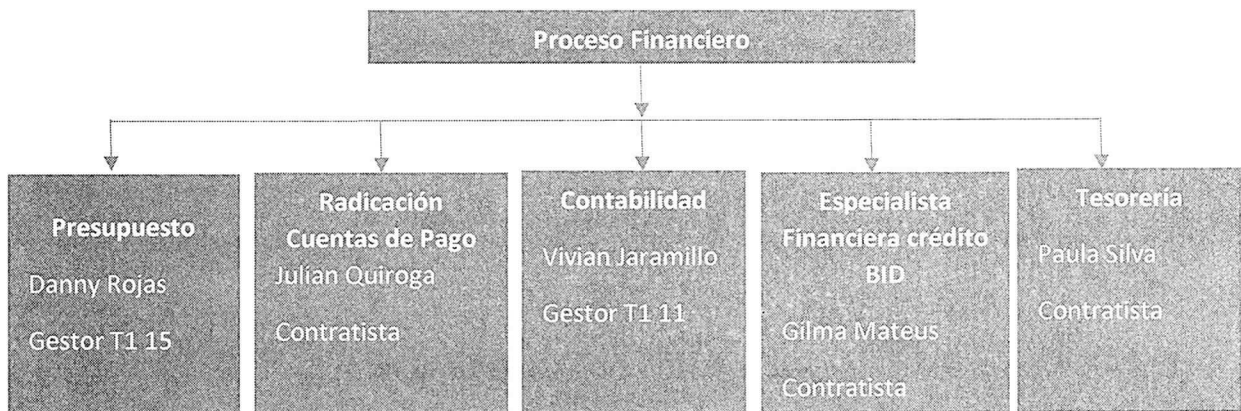 Proceso Financiero
Presupuesto
Danny Rojas
Gestor T1 15
Radicación
Cuentas de Pago
Julian Quiroga
Contratista
Contabilidad
Vivian Jaramillo
Gestor T1 11
Especialista
Financiera crédito
BID
Gilma Mateus
Contratista
Tesorería
Paula Silva
Contratista